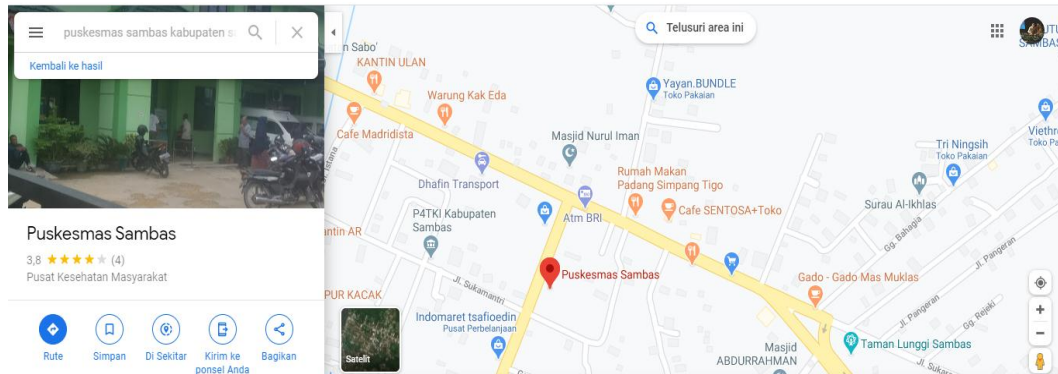 puskesmas sambas kabupaten sa
Kembali ke hasil
Puskesmas Sambas
3,8 (4)
Pusat Kesehatan Masyarakat
Rute
Simpan
Di Sekitar
Kirim ke
ponsel Anda
Bagikan
Telusuri area ini
n Sabo'
KANTIN ULAN
Warung Kak Eda
Cafe Madridista
Istana
Yayan.BUNDLE
Toko Pakaian
Masjid Nurul Iman
Dhafin Transport
Rumah Makan
Padang Simpang Tigo
Tri Ningsih
Toko Pakaian
Surau Al-Ikhlas
P4TKI Kabupaten
Sambas
Atm BRI
Cafe SENTOSA+Toko
Gg. Bahagia
Jl. Pangeran
antin AR
Puskesmas Sambas
Jl. Sukamantri
PUR KACAK
Gado - Gado Mas Muklas
Jl. Pangeran
Gg. Rejeki
Indomaret tsafioedin
Pusat Perbelanjaan
Masjid
ABDURRAHMAN
Taman Lunggi Sambas
Satelit